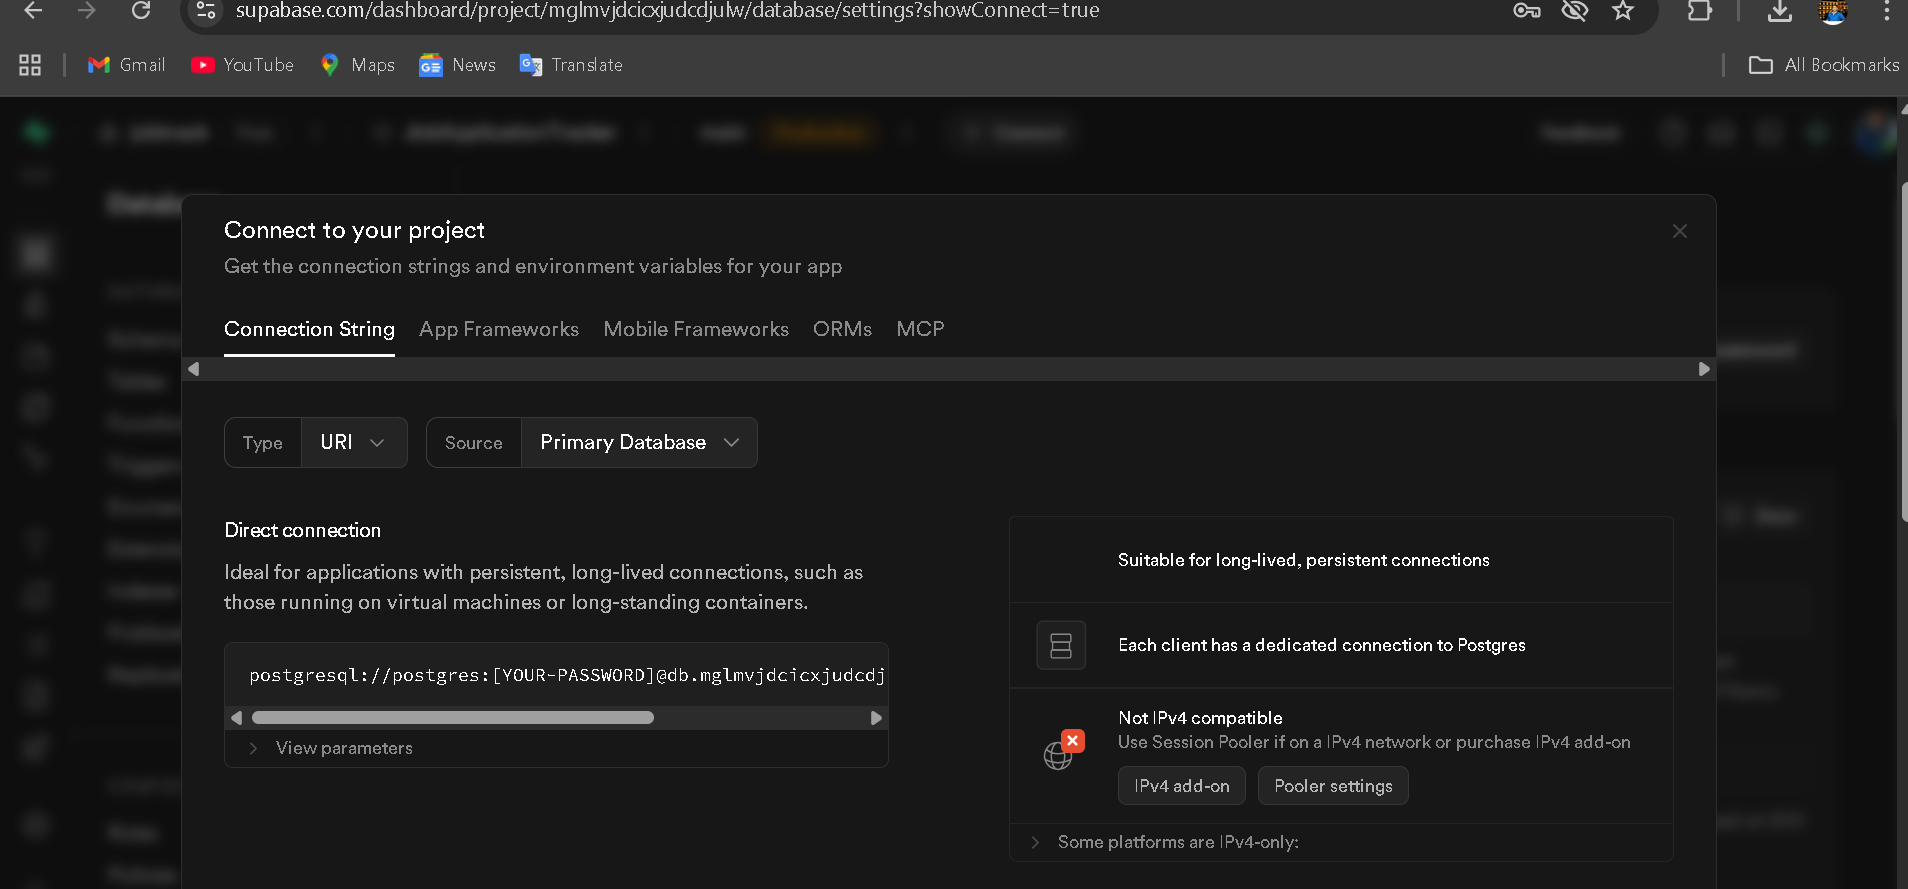 supabase.com/dashboard/project/mglmvjdcicxjudcdjulw/database/settings?showConnect=true
Gmail YouTube Maps News Translate All Bookmarks
Connect to your project
Get the connection strings and environment variables for your app
Connection String App Frameworks Mobile Frameworks ORMs MCP
Type URI Source Primary Database
Direct connection
Ideal for applications with persistent, long-lived connections, such as
those running on virtual machines or long-standing containers.
postgresql://postgres:[YOUR-PASSWORD]@db.mglmvjdcicxjudcdj
View parameters
Suitable for long-lived, persistent connections
Each client has a dedicated connection to Postgres
Not IPv4 compatible
Use Session Pooler if on a IPv4 network or purchase IPv4 add-on
IPv4 add-on Pooler settings
Some platforms are IPv4-only: